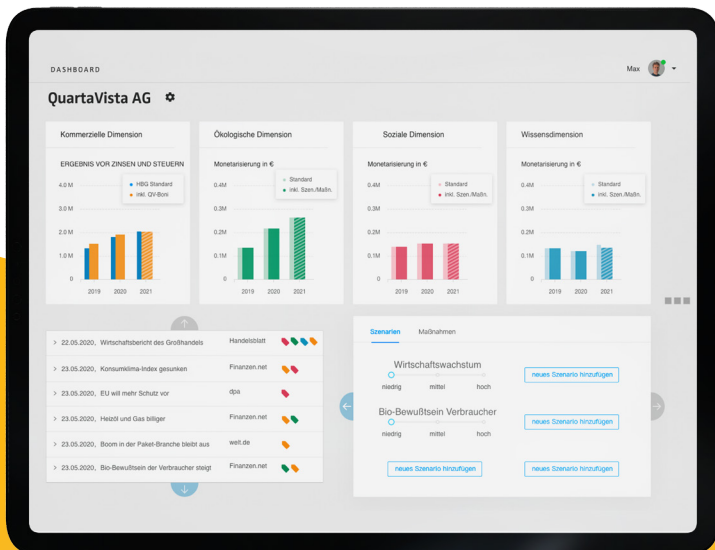 DASHBOARD
Max
QuartaVista AG
Kommerzielle Dimension
ERGEBNIS VOR ZINSEN UND STEUERN
4.0 M
HBG Standard
inkl. QV-Boni
3.0 M
2.0 M
1.0 M
0
2019 2020 2021
Ökologische Dimension
Monetarisierung in €
Standard
inkl. Szen./Maßn.
0.4M
0.3M
0.2M
0.1M
0
2019 2020 2021
Soziale Dimension
Monetarisierung in €
Standard
inkl. Szen./Maßn.
0.4M
0.3M
0.2M
0.1M
0
2019 2020 2021
Wissensdimension
Monetarisierung in €
Standard
inkl. Szen./Maßn.
0.4M
0.3M
0.2M
0.1M
0
2019 2020 2021
> 22.05.2020, Wirtschaftsbericht des Großhandels Handelsblatt
> 23.05.2020, Konsumklima-Index gesunken Finanzen.net
> 23.05.2020, EU will mehr Schutz vor dpa
> 23.05.2020, Heizöl und Gas billiger Finanzen.net
> 23.05.2020, Boom in der Paket-Branche bleibt aus welt.de
> 23.05.2020, Bio-Bewußtsein der Verbraucher steigt Finanzen.net
Szenarien Maßnahmen
Wirtschaftswachstum
niedrig mittel hoch
neues Szenario hinzufügen
Bio-Bewußtsein Verbraucher
niedrig mittel hoch
neues Szenario hinzufügen
neues Szenario hinzufügen neues Szenario hinzufügen